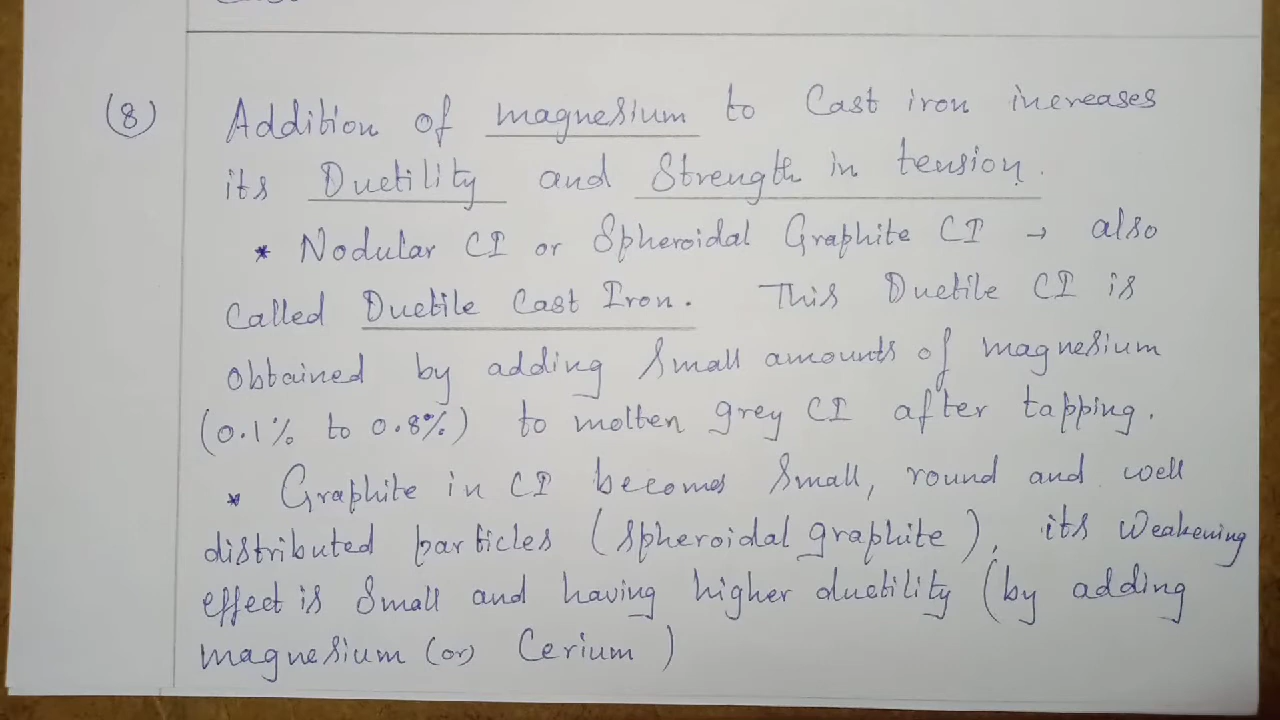 (8) Addition of magnesium to Cast iron increases
its Ductility and Strength in tension.
* Nodular CI or Spheroidal Graphite CI → also
Called Ductile Cast Iron. This Ductile CI is
obtained by adding small amounts of magnesium
(0.1% to 0.8%) to molten grey CI after tapping.
* Graphite in CI becomes small, round and well
distributed particles (spheroidal graphite), its weakening
effect is small and having higher ductility (by adding
magnesium (or) Cerium)